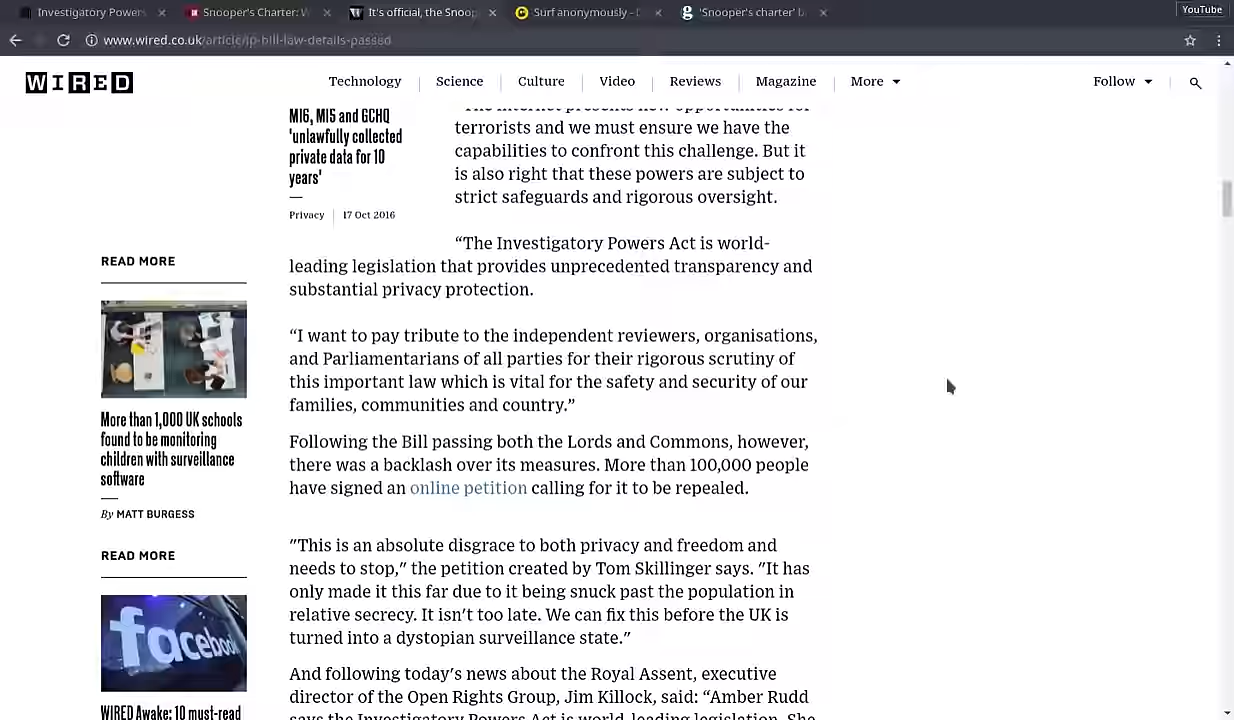 Investigatory Powers
Snooper's Charter: W
It's official, the Snoop
Surf anonymously -
'Snooper's charter' b
YouTube
www.wired.co.uk/article/ip-bill-law-details-passed
WIRED
Technology
Science
Culture
Video
Reviews
Magazine
More
Follow
MI6, MI5 and GCHQ
'unlawfully collected
private data for 10
years'
Privacy
17 Oct 2016
"The internet presents new opportunities for
terrorists and we must ensure we have the
capabilities to confront this challenge. But it
is also right that these powers are subject to
strict safeguards and rigorous oversight.
“The Investigatory Powers Act is world-
leading legislation that provides unprecedented transparency and
substantial privacy protection.
“I want to pay tribute to the independent reviewers, organisations,
and Parliamentarians of all parties for their rigorous scrutiny of
this important law which is vital for the safety and security of our
families, communities and country.”
Following the Bill passing both the Lords and Commons, however,
there was a backlash over its measures. More than 100,000 people
have signed an online petition calling for it to be repealed.
"This is an absolute disgrace to both privacy and freedom and
needs to stop," the petition created by Tom Skillinger says. "It has
only made it this far due to it being snuck past the population in
relative secrecy. It isn't too late. We can fix this before the UK is
turned into a dystopian surveillance state."
And following today's news about the Royal Assent, executive
director of the Open Rights Group, Jim Killock, said: “Amber Rudd
says the Investigatory Powers Act is world-leading legislation. She
READ MORE
More than 1,000 UK schools
found to be monitoring
children with surveillance
software
By MATT BURGESS
READ MORE
facebook
WIRED Awake: 10 must-read